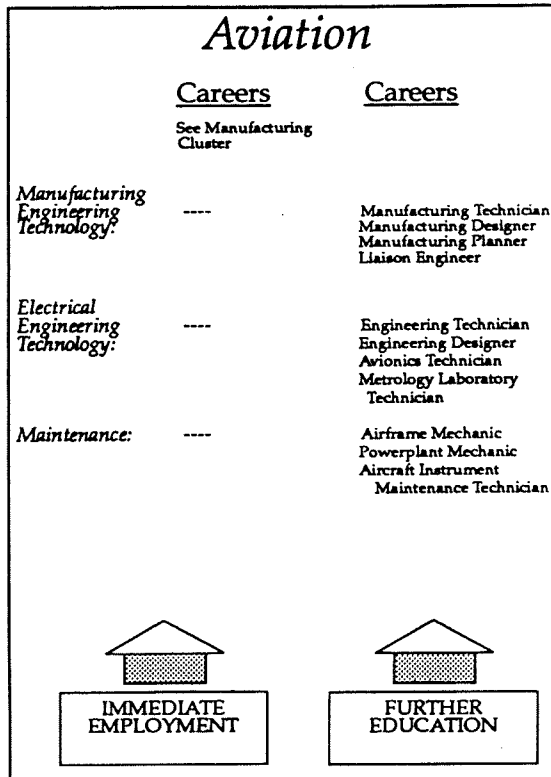 Aviation
Careers Careers
See Manufacturing
Cluster
Manufacturing
Engineering ---- Manufacturing Technician
Technology: Manufacturing Designer
Manufacturing Planner
Liaison Engineer
Electrical
Engineering ---- Engineering Technician
Technology: Engineering Designer
Avionics Technician
Metrology Laboratory
Technician
Maintenance: ---- Airframe Mechanic
Powerplant Mechanic
Aircraft Instrument
Maintenance Technician
IMMEDIATE FURTHER
EMPLOYMENT EDUCATION